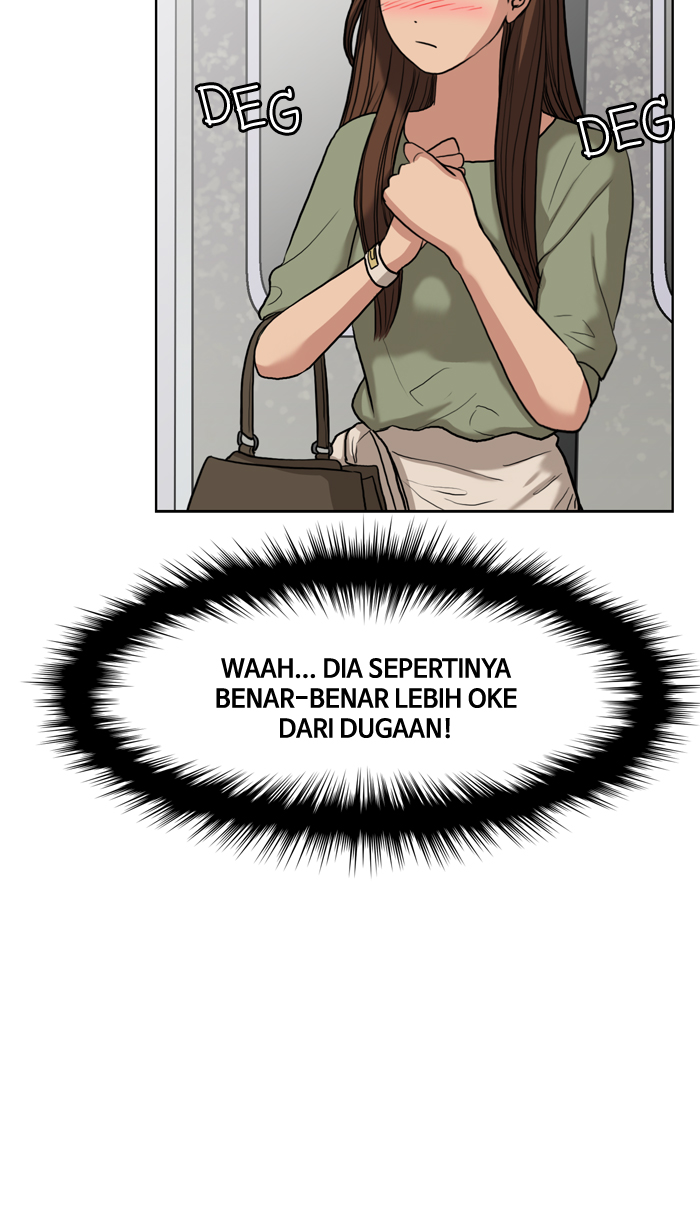 DEG
DEG
WAAH... DIA SEPERTINYA
BENAR-BENAR LEBIH OKE
DARI DUGAAN!